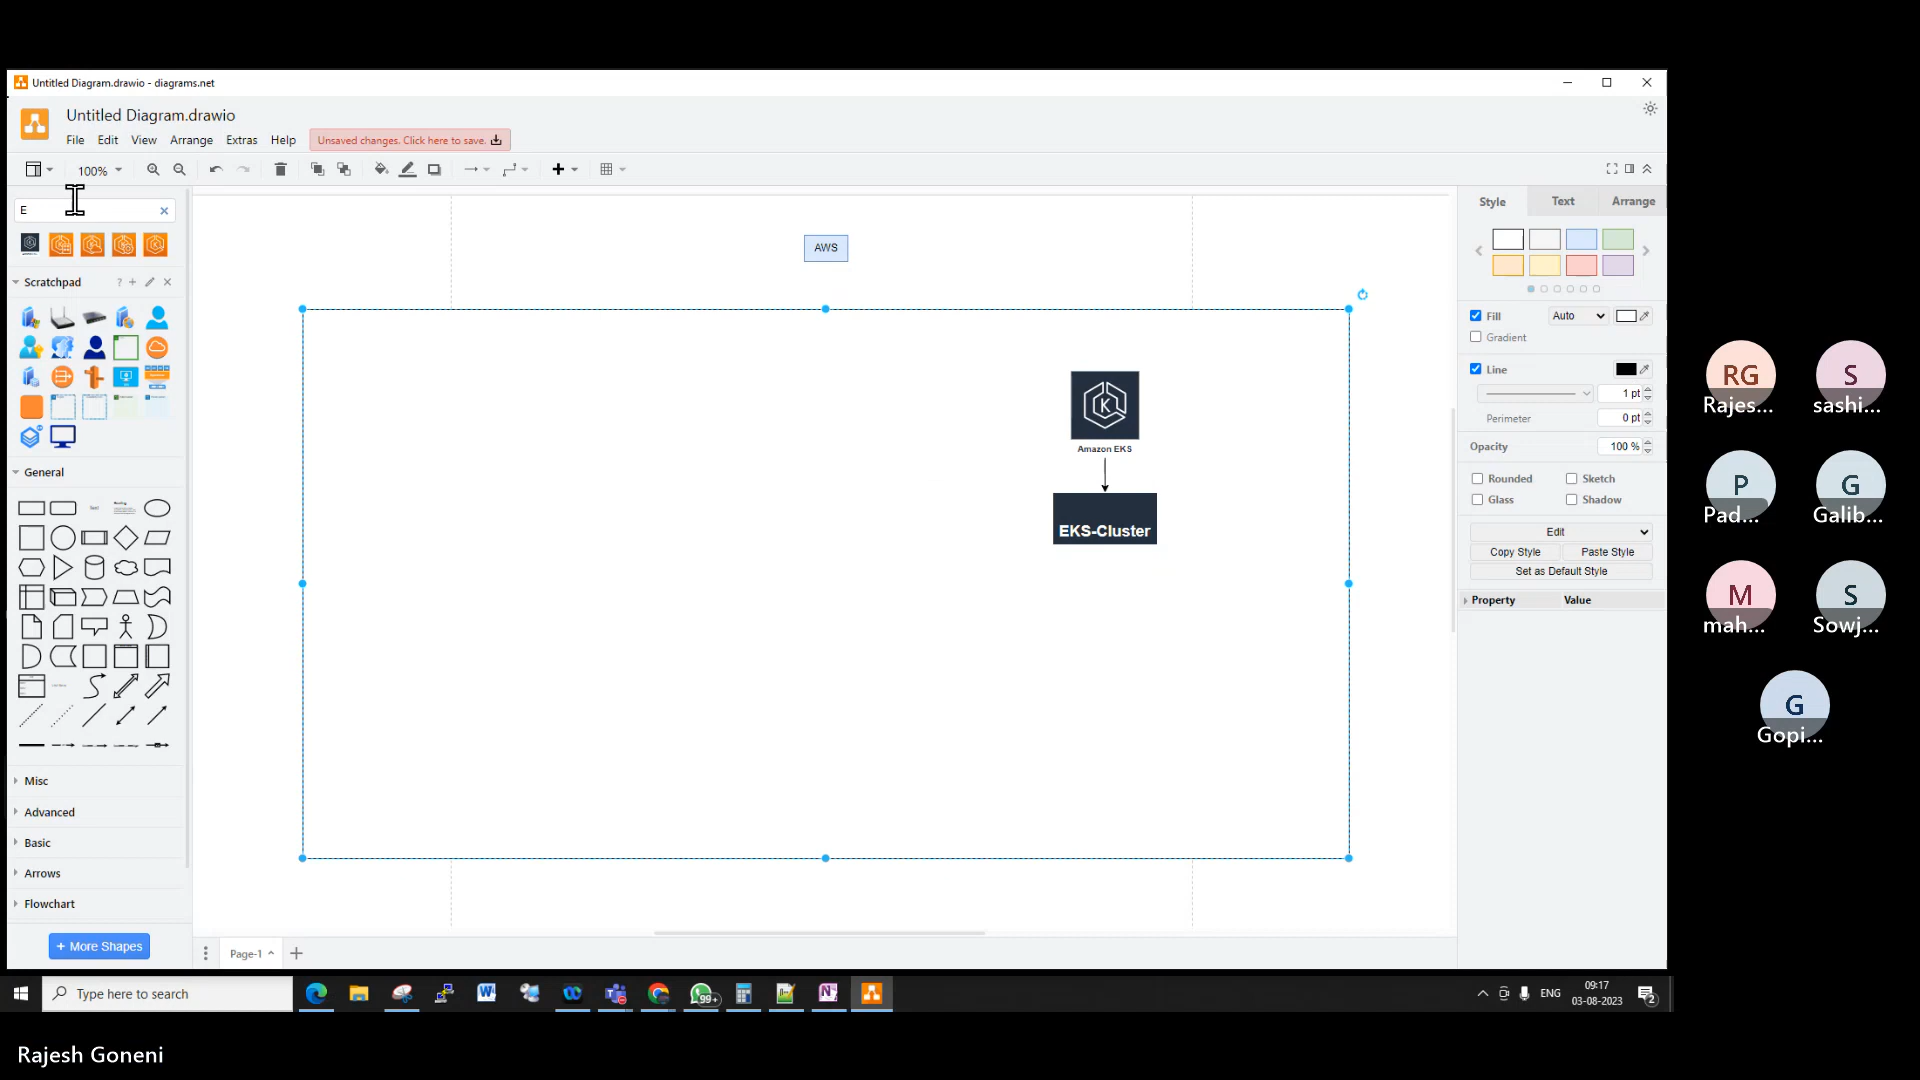 Untitled Diagram.drawio - diagrams.net
Untitled Diagram.drawio
File Edit View Arrange Extras Help Unsaved changes. Click here to save.
100%
E
Scratchpad
?
General
Misc
Advanced
Basic
Arrows
Flowchart
+ More Shapes
AWS
K
Amazon EKS
EKS-Cluster
Page-1
Style Text Arrange
Fill Auto
Gradient
Line
1 pt
Perimeter 0 pt
Opacity 100 %
Rounded Sketch
Glass Shadow
Edit
Copy Style Paste Style
Set as Default Style
Property Value
RG
Rajes...
S
sashi...
P
Pad...
G
Galib...
M
mah...
S
Sowj...
G
Gopi...
Type here to search
99+
ENG
09:17
03-08-2023
2
Rajesh Goneni